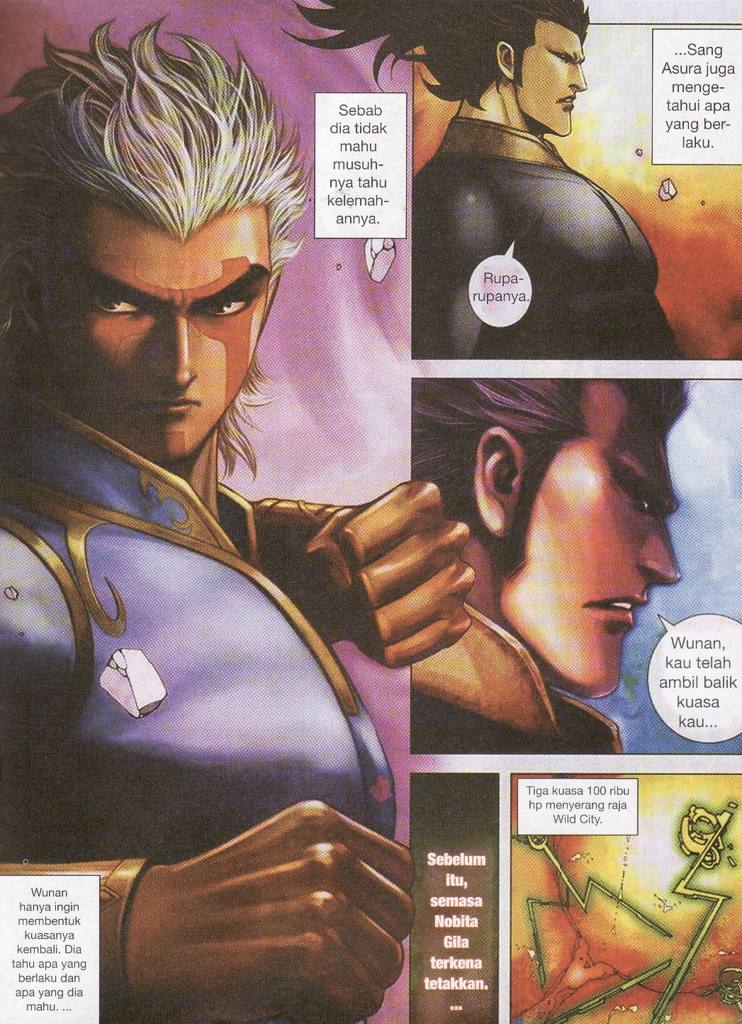 Sebab
dia tidak
mahu
musuh-
nya tahu
kelemah-
annya.
...Sang
Asura juga
menge-
tahui apa
yang ber-
laku.
Rupa-
rupanya.
Wunan,
kau telah
ambil balik
kuasa
kau...
Wunan
hanya ingin
membentuk
kuasanya
kembali. Dia
tahu apa yang
berlaku dan
apa yang dia
mahu. ...
Sebelum
itu,
semasa
Nobita
Gila
terkena
tetakkan.
...
Tiga kuasa 100 ribu
hp menyerang raja
Wild City.